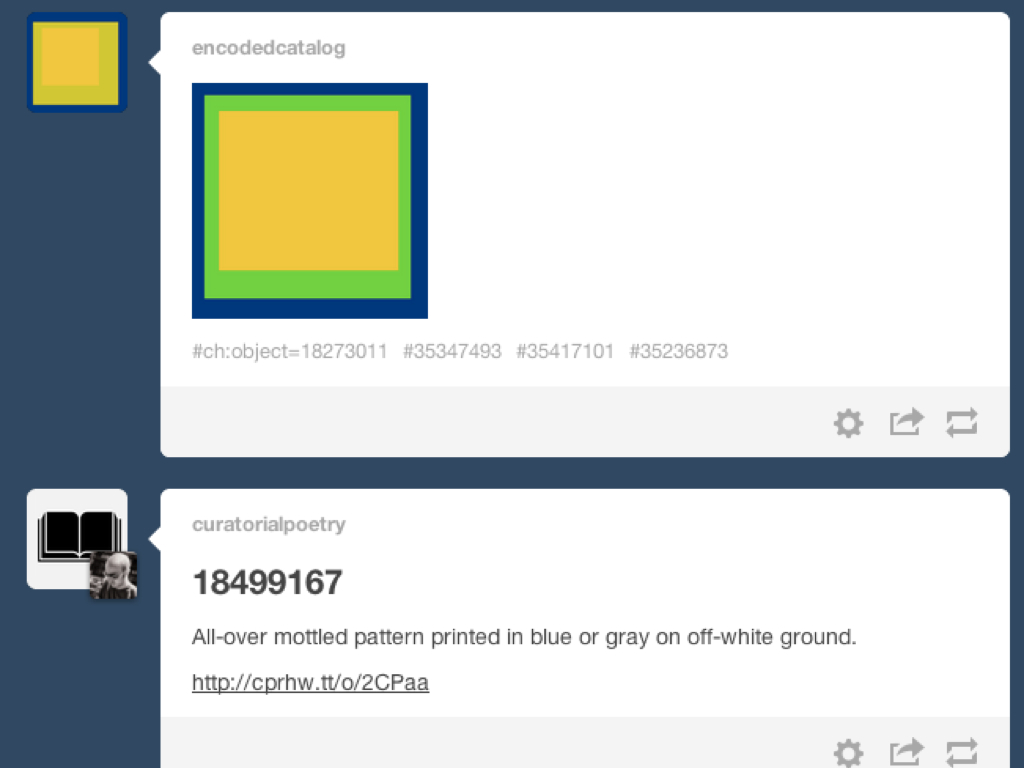 encodedcatalog
#ch:object=18273011 #35347493 #35417101 #35236873
curatorialpoetry
18499167
All-over mottled pattern printed in blue or gray on off-white ground.
http://cprhw.tt/o/2CPaa